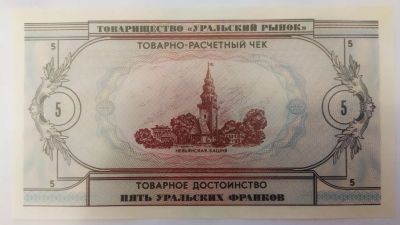 ТОВАРИЩЕСТВО «УРАЛЬСКИЙ РЫНОК»
ТОВАРНО-РАСЧЕТНЫЙ ЧЕК
5 5
5 5
НЕВЬЯНСКАЯ БАШНЯ
5 5
ТОВАРНОЕ ДОСТОИНСТВО
ПЯТЬ УРАЛЬСКИХ ФРАНКОВ